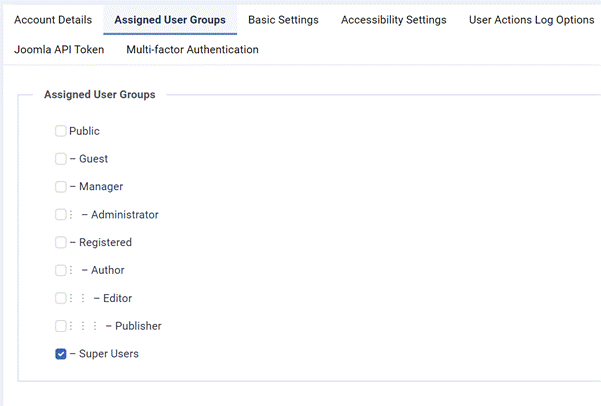 Account Details Assigned User Groups Basic Settings Accessibility Settings User Actions Log Options
Joomla API Token Multi-factor Authentication
Assigned User Groups
Public
– Guest
– Manager
⋮ – Administrator
– Registered
⋮ – Author
⋮ ⋮ – Editor
⋮ ⋮ ⋮ – Publisher
– Super Users